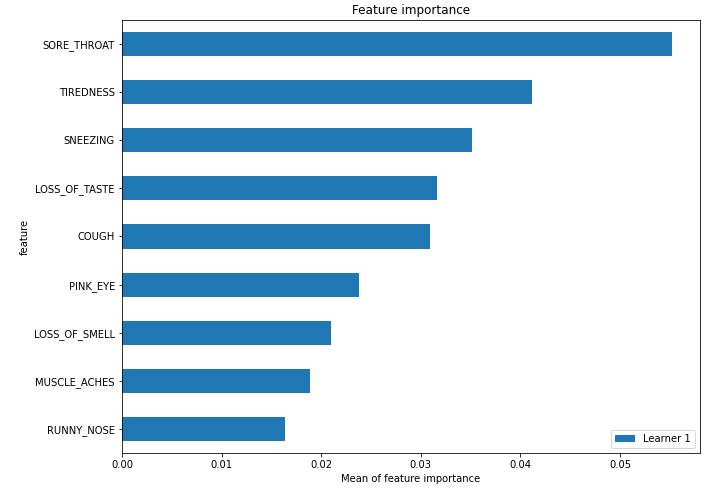 Feature importance
SORE_THROAT
TIREDNESS
SNEEZING
LOSS_OF_TASTE
COUGH
PINK_EYE
LOSS_OF_SMELL
MUSCLE_ACHES
RUNNY_NOSE
feature
Learner 1
0.00 0.01 0.02 0.03 0.04 0.05
Mean of feature importance